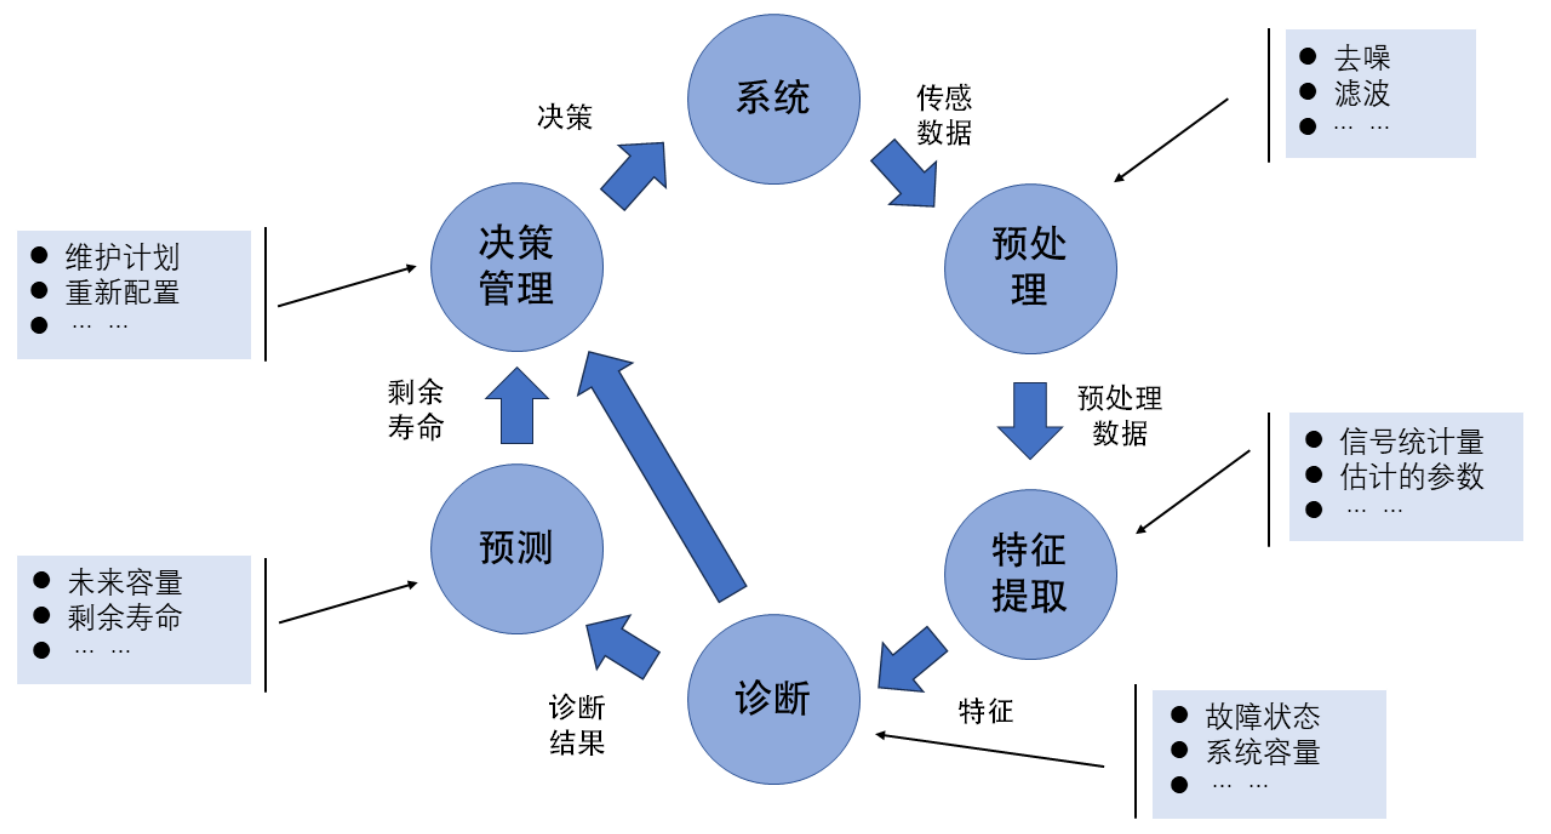 系统
决策
传感
数据
● 去噪
● 滤波
● … …
决策
管理
预处
理
● 维护计划
● 重新配置
● … …
剩余
寿命
预处理
数据
● 信号统计量
● 估计的参数
● … …
预测
特征
提取
● 未来容量
● 剩余寿命
● … …
诊断
诊断
结果
特征
● 故障状态
● 系统容量
● … …